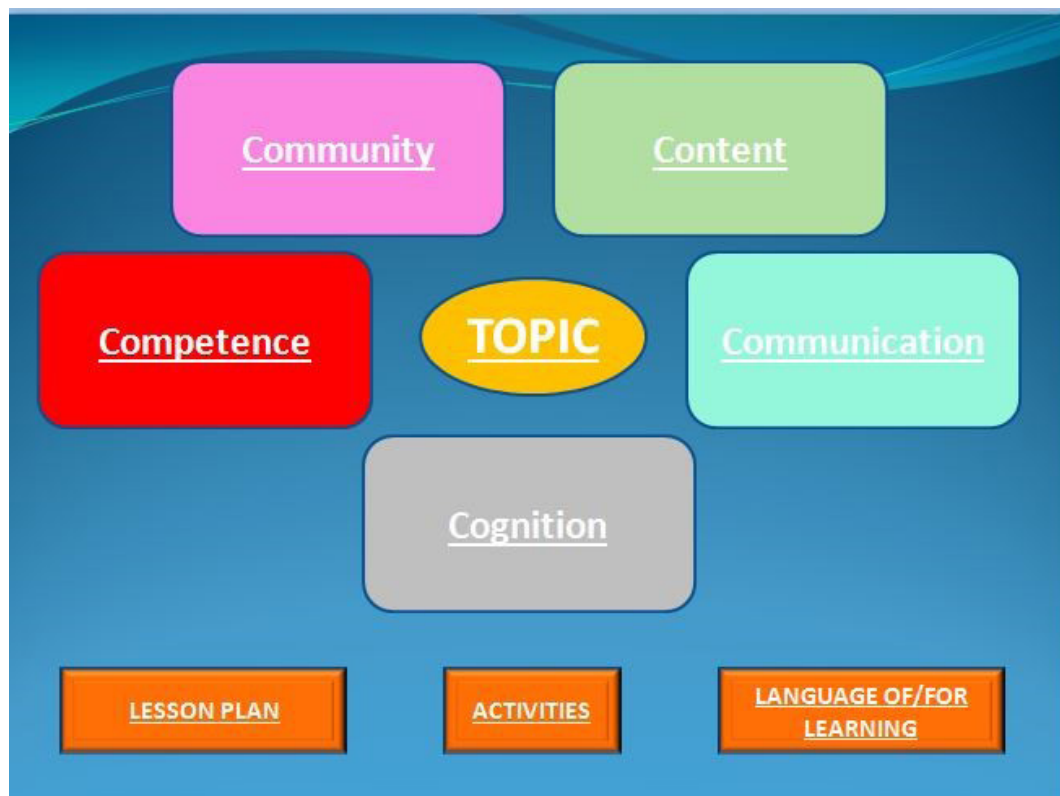 Community
Content
Competence
TOPIC
Communication
Cognition
LESSON PLAN
ACTIVITIES
LANGUAGE OF/FOR
LEARNING